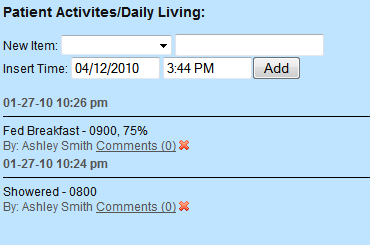 Patient Activites/Daily Living:
New Item:
Insert Time: 04/12/2010 3:44 PM Add
01-27-10 10:26 pm
Fed Breakfast - 0900, 75%
By: Ashley Smith Comments (0)
01-27-10 10:24 pm
Showered - 0800
By: Ashley Smith Comments (0)